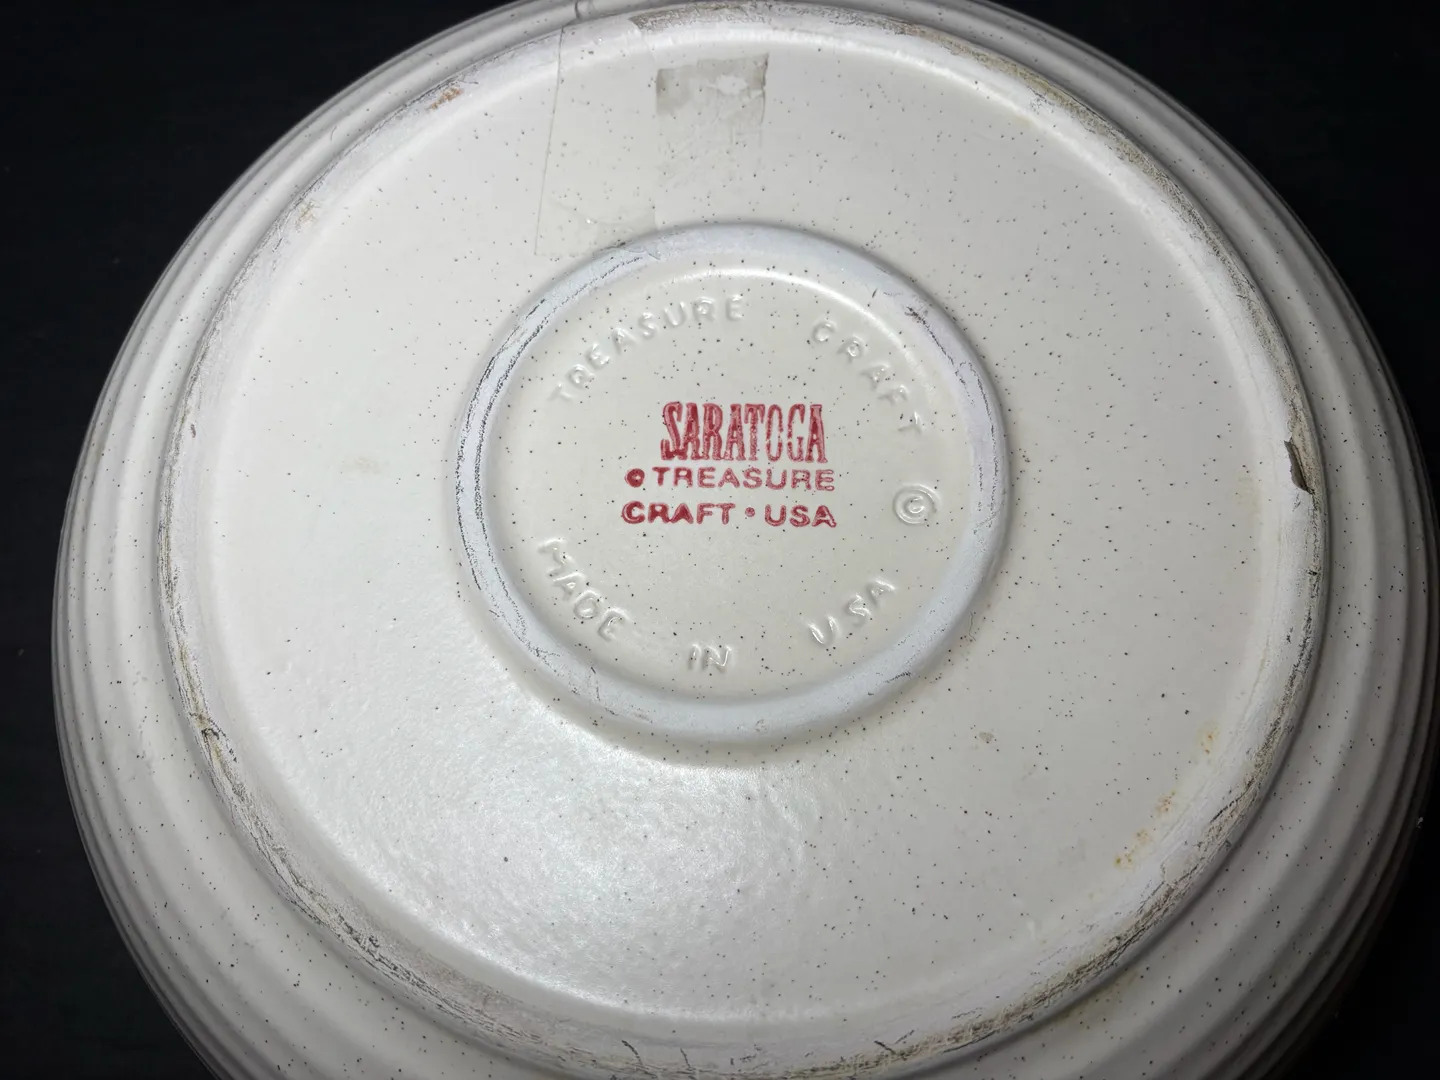 TREASURE CRAFT ©
SARATOGA
© TREASURE
CRAFT • USA
MADE IN USA